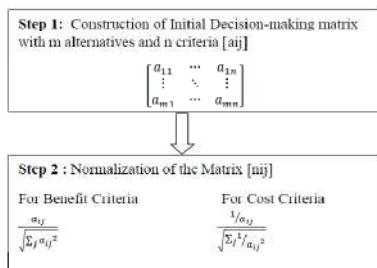 Step 1: Construction of Initial Decision-making matrix
with m alternatives and n criteria [aij]
[a₁₁ ⋯ a₁ₙ
⋮ ⋱ ⋮
aₘ₁ ⋯ aₘₙ]
Step 2 : Normalization of the Matrix [nij]
For Benefit Criteria For Cost Criteria
aᵢⱼ / √(Σⱼ aᵢⱼ²) (1/aᵢⱼ) / √(Σⱼ 1/aᵢⱼ²)